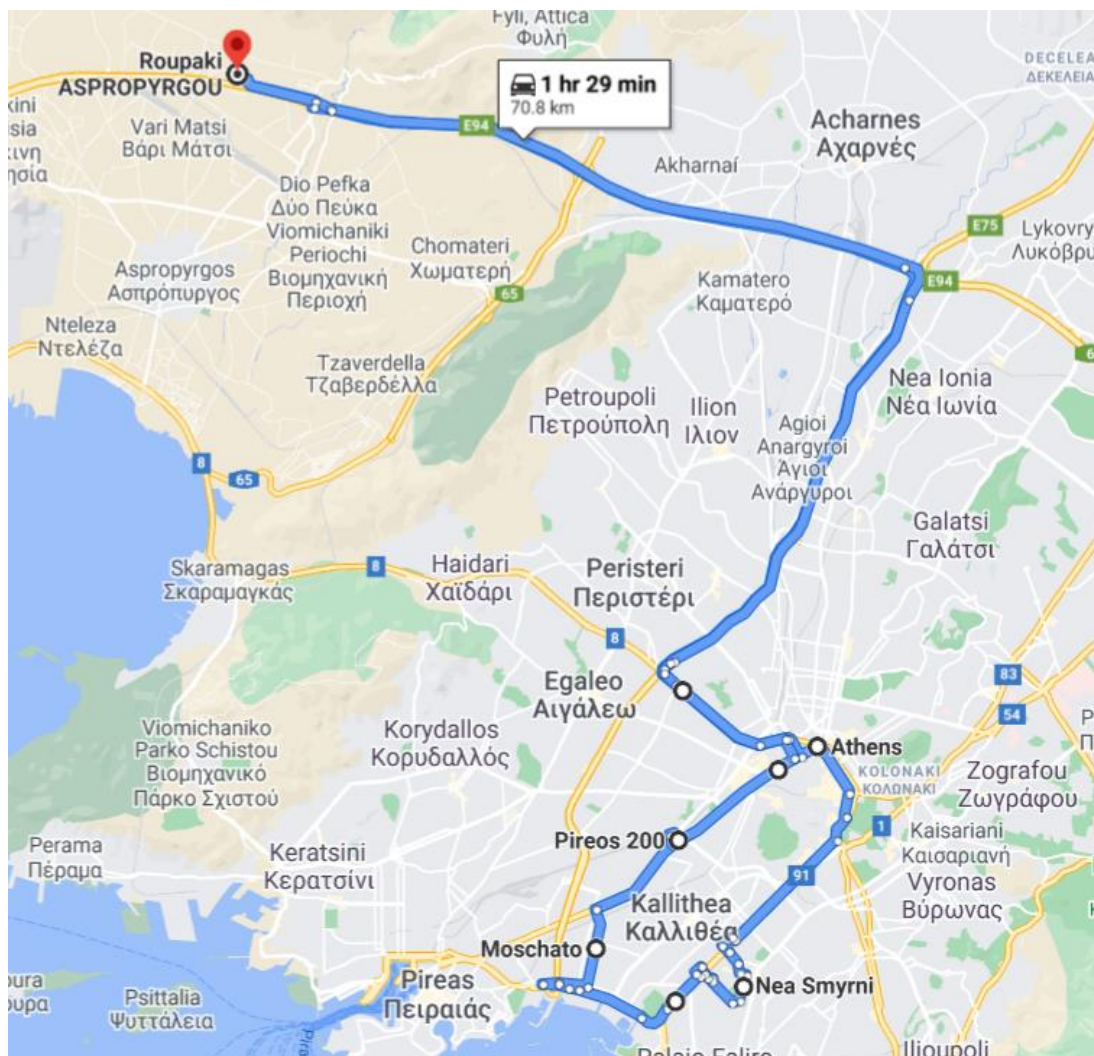 Fyli, Attica
Φυλή
DECELEA
ΔΕΚΕΛΕΙΑ
Roupaki
ASPROPYRGOU
1 hr 29 min
70.8 km
E94
Vari Matsi
Βάρι Μάτσι
Acharnes
Αχαρνές
Akharnaí
Dio Pefka
Δύο Πεύκα
Viomichaniki
Periochi
Βιομηχανική
Περιοχή
E75
Lykovry
Λυκόβρυ
Chomateri
Χωματερή
Aspropyrgos
Ασπρόπυργος
Kamatero
Καματερό
E94
65
Nteleza
Ντελέζα
Tzaverdella
Τζαβερδέλλα
Nea Ionia
Νέα Ιωνία
Petroupoli
Πετρούπολη
Ilion
Ιλιον
Agioi
Anargyroi
Άγιοι
Ανάργυροι
8
65
Galatsi
Γαλάτσι
Skaramagas
Σκαραμαγκάς
8
Haidari
Χαϊδάρι
Peristeri
Περιστέρι
8
Egaleo
Αιγάλεω
83
54
Viomichaniko
Parko Schistou
Βιομηχανικό
Πάρκο Σχιστού
Korydallos
Κορυδαλλός
Athens
KOLONAKI
ΚΟΛΩΝΑΚΙ
Zografou
Ζωγράφου
1
Perama
Πέραμα
Keratsini
Κερατσίνι
Pireos 200
Kaisariani
Καισαριανή
Vyronas
Βύρωνας
91
Kallithea
Καλλιθέα
Moschato
Pireas
Πειραιάς
Nea Smyrni
Psittalia
Ψυττάλεια
Palaio Faliro
Ilioupoli